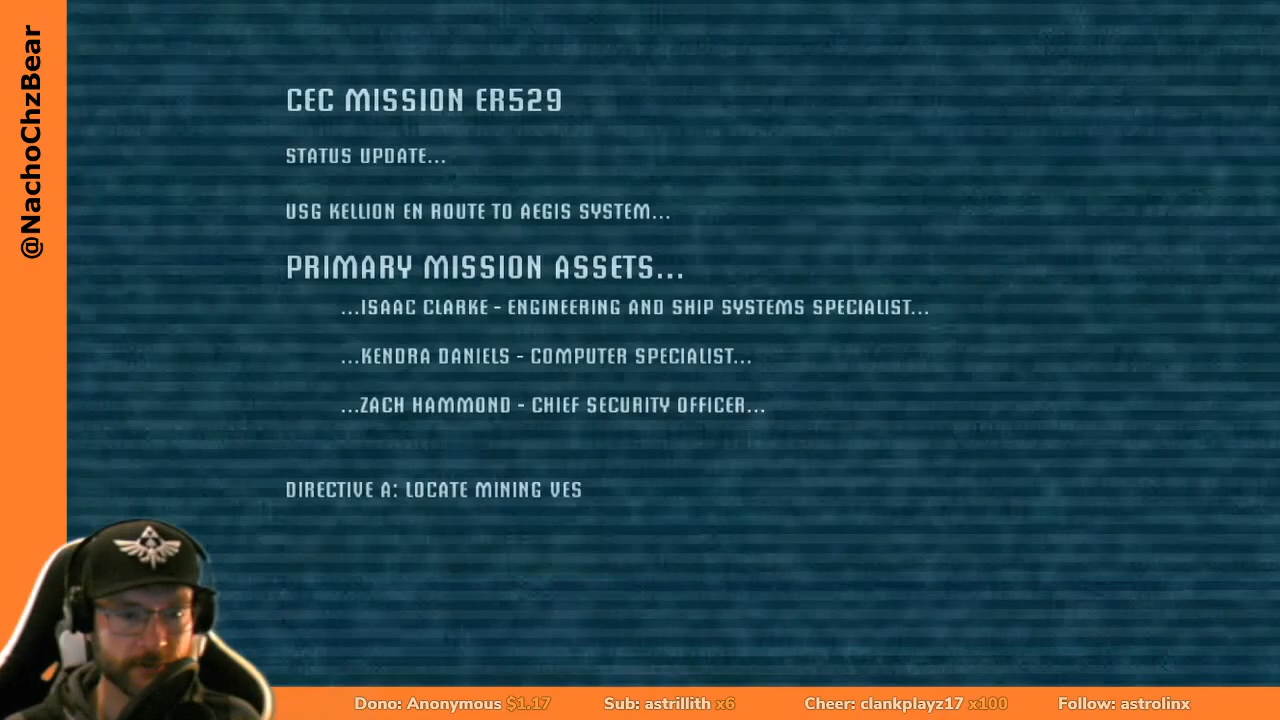 @NachoChzBear
CEC MISSION ER529
STATUS UPDATE...
USG KELLION EN ROUTE TO AEGIS SYSTEM...
PRIMARY MISSION ASSETS...
...ISAAC CLARKE - ENGINEERING AND SHIP SYSTEMS SPECIALIST...
...KENDRA DANIELS - COMPUTER SPECIALIST...
...ZACH HAMMOND - CHIEF SECURITY OFFICER...
DIRECTIVE A: LOCATE MINING VES
Dono: Anonymous $1.17 Sub: astrillith x6 Cheer: clankplayz17 x100 Follow: astrolinx